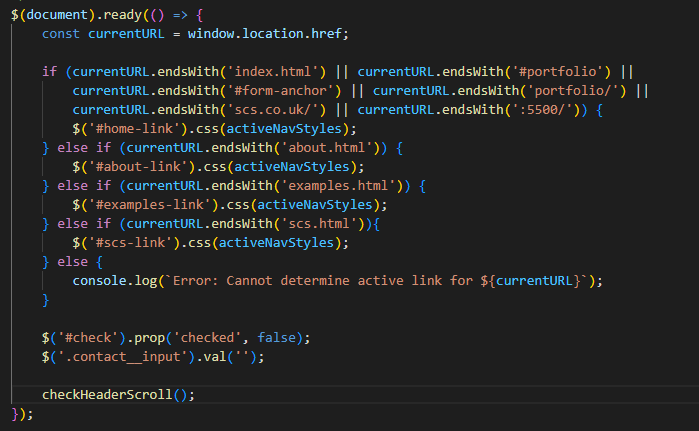 $(document).ready(() => {
    const currentURL = window.location.href;

    if (currentURL.endsWith('index.html') || currentURL.endsWith('#portfolio') ||
        currentURL.endsWith('#form-anchor') || currentURL.endsWith('portfolio/') ||
        currentURL.endsWith('scs.co.uk/') || currentURL.endsWith(':5500/')) {
        $('#home-link').css(activeNavStyles);
    } else if (currentURL.endsWith('about.html')) {
        $('#about-link').css(activeNavStyles);
    } else if (currentURL.endsWith('examples.html')) {
        $('#examples-link').css(activeNavStyles);
    } else if (currentURL.endsWith('scs.html')){
        $('#scs-link').css(activeNavStyles);
    } else {
        console.log(`Error: Cannot determine active link for ${currentURL}`);
    }

    $('#check').prop('checked', false);
    $('.contact__input').val('');

    checkHeaderScroll();
});